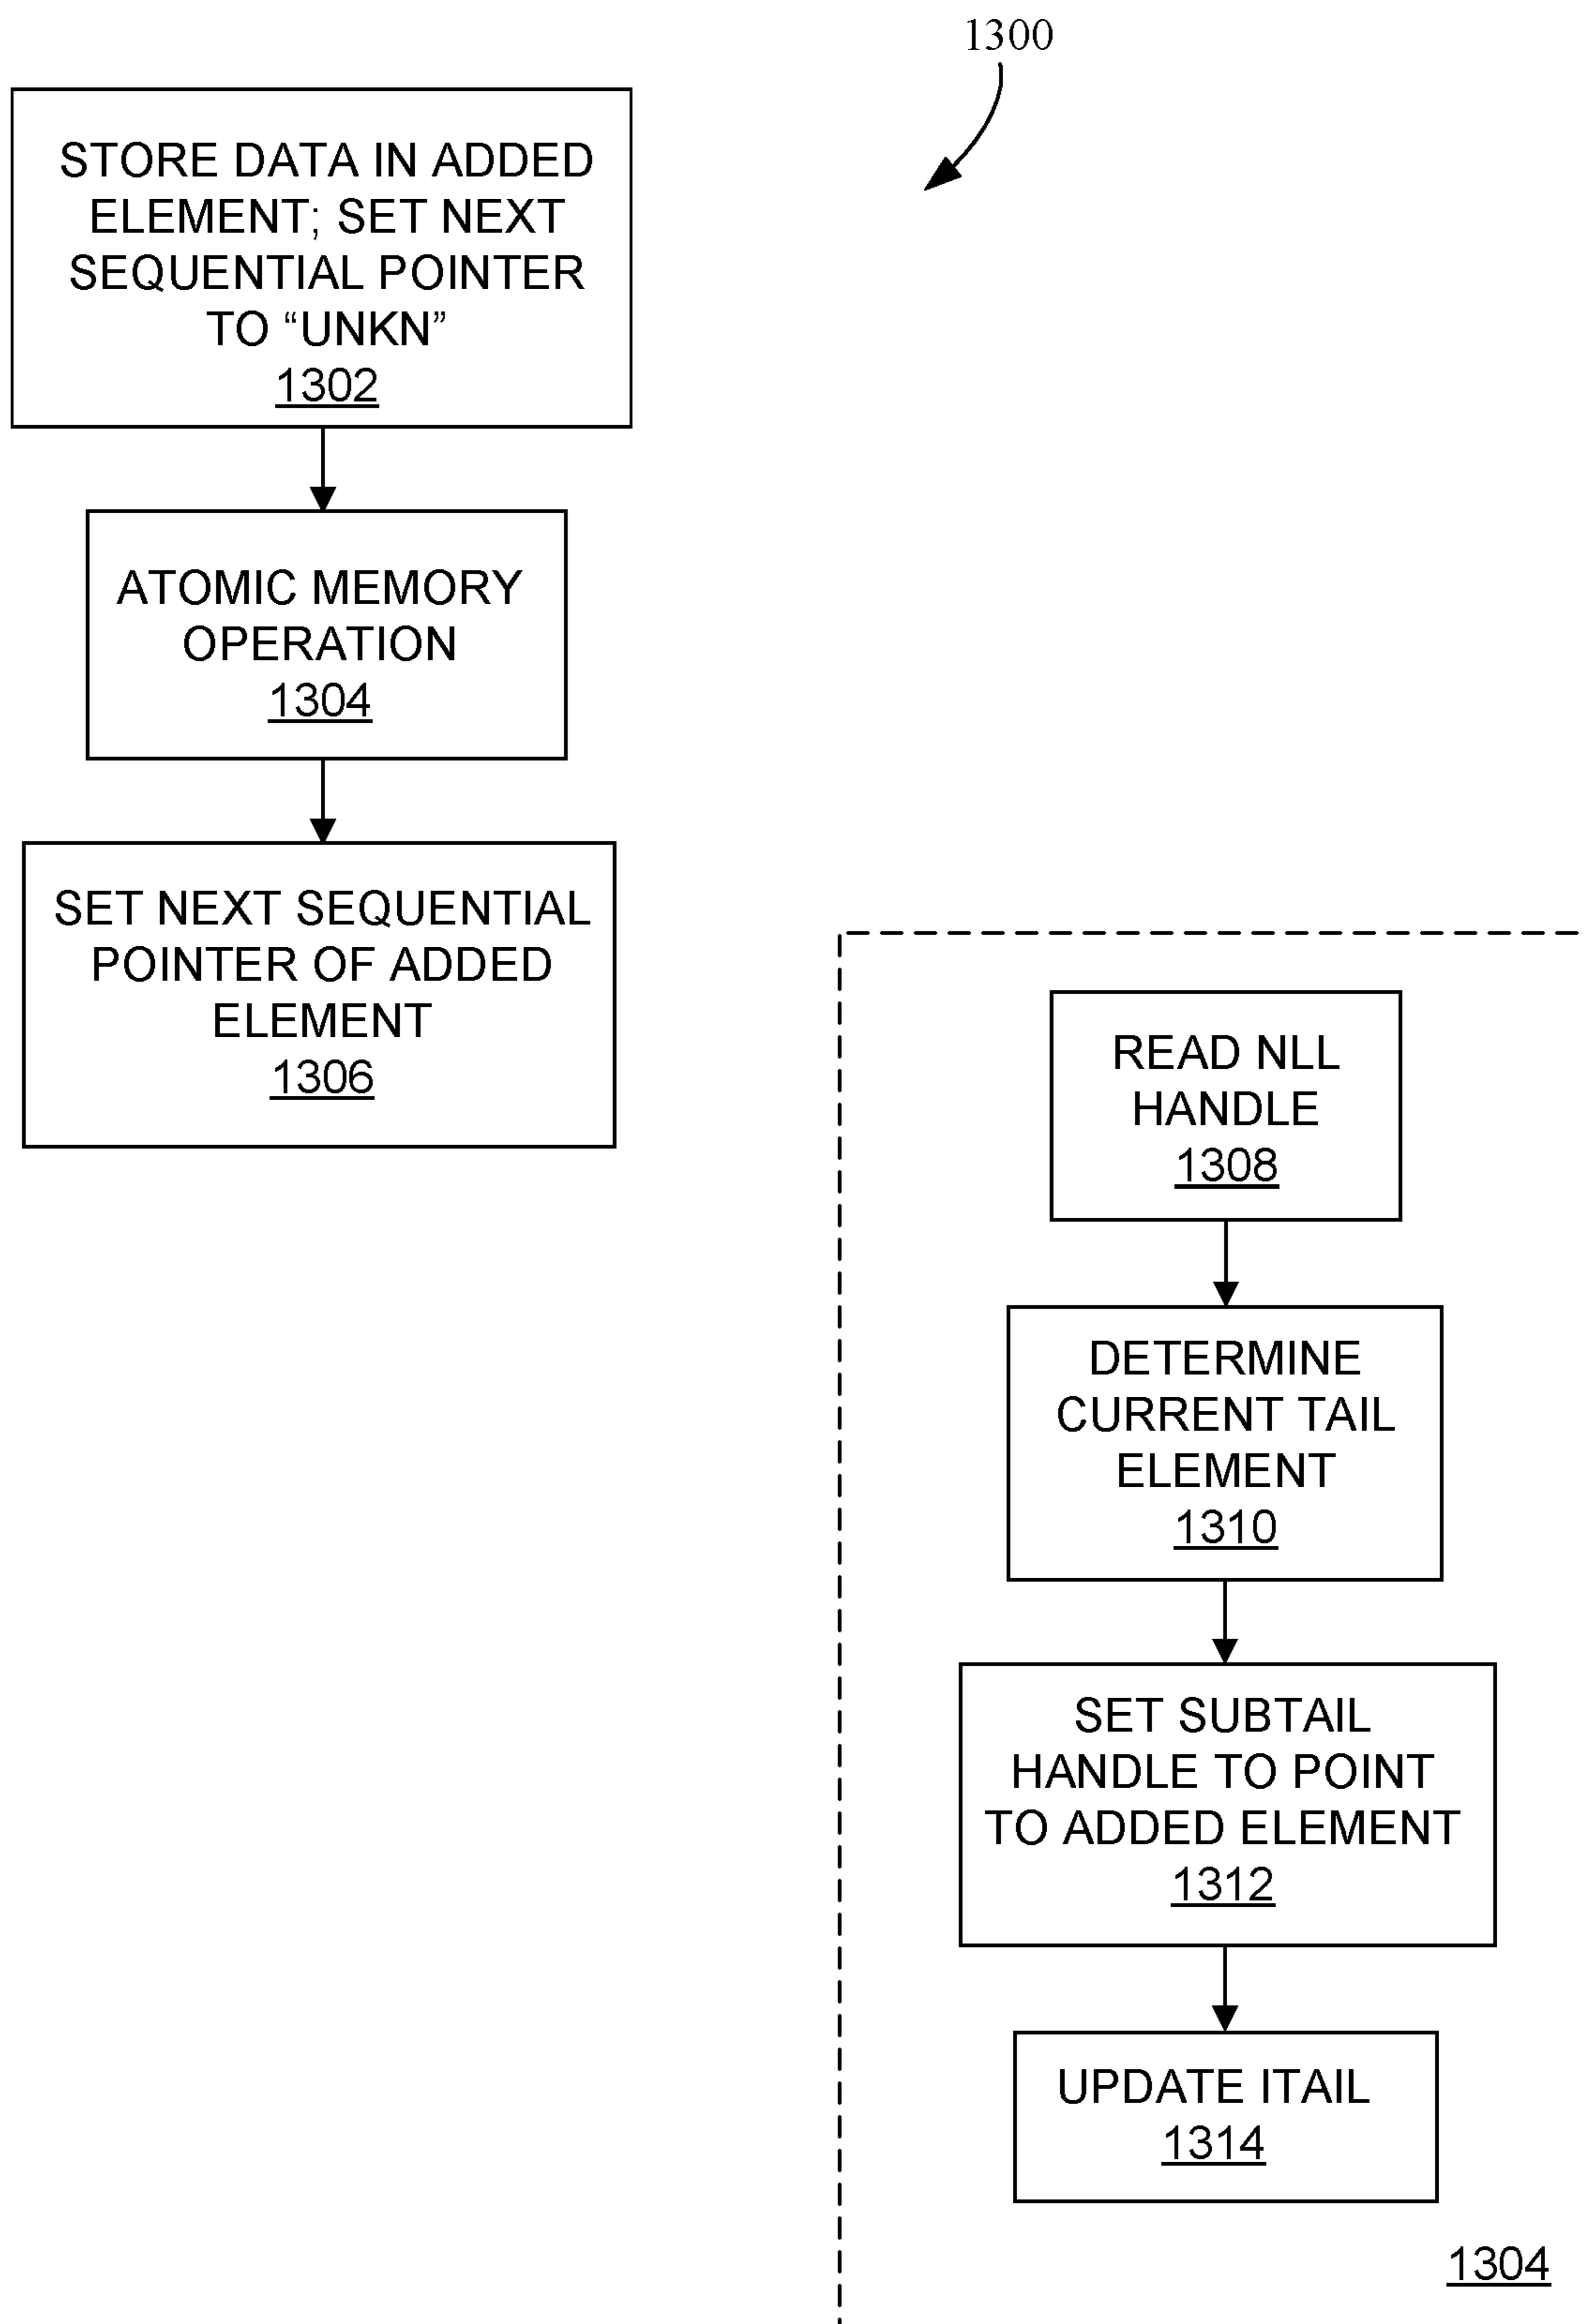 1300
STORE DATA IN ADDED
ELEMENT; SET NEXT
SEQUENTIAL POINTER
TO “UNKN”
1302
ATOMIC MEMORY
OPERATION
1304
SET NEXT SEQUENTIAL
POINTER OF ADDED
ELEMENT
1306
READ NLL
HANDLE
1308
DETERMINE
CURRENT TAIL
ELEMENT
1310
SET SUBTAIL
HANDLE TO POINT
TO ADDED ELEMENT
1312
UPDATE ITAIL
1314
1304